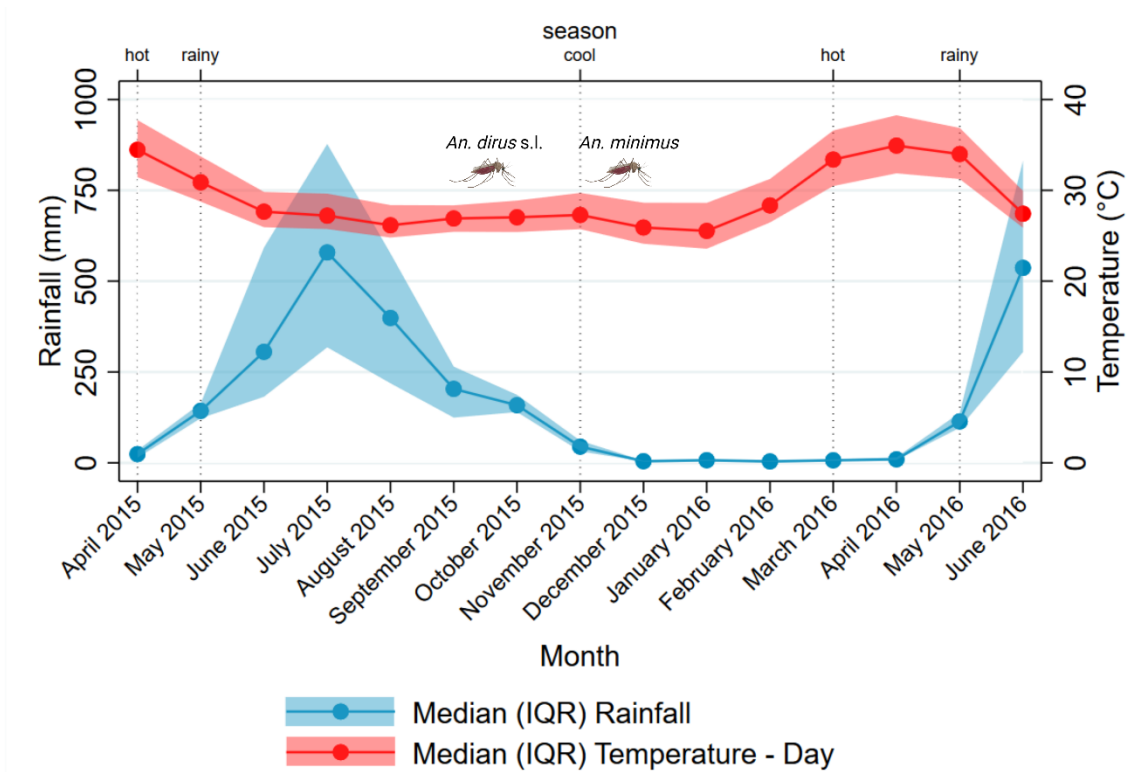 season
hot rainy cool hot rainy
1000
750
500
250
0
Rainfall (mm)
An. dirus s.l. An. minimus
40
30
20
10
0
Temperature (°C)
April 2015
May 2015
June 2015
July 2015
August 2015
September 2015
October 2015
November 2015
December 2015
January 2016
February 2016
March 2016
April 2016
May 2016
June 2016
Month
Median (IQR) Rainfall
Median (IQR) Temperature - Day